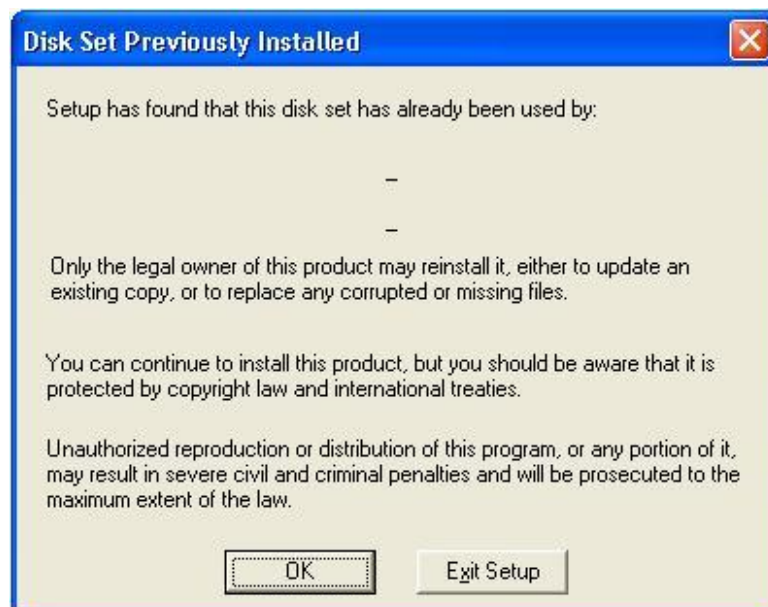 Disk Set Previously Installed
Setup has found that this disk set has already been used by:
_
_
Only the legal owner of this product may reinstall it, either to update an
existing copy, or to replace any corrupted or missing files.
You can continue to install this product, but you should be aware that it is
protected by copyright law and international treaties.
Unauthorized reproduction or distribution of this program, or any portion of it,
may result in severe civil and criminal penalties and will be prosecuted to the
maximum extent of the law.
OK Exit Setup